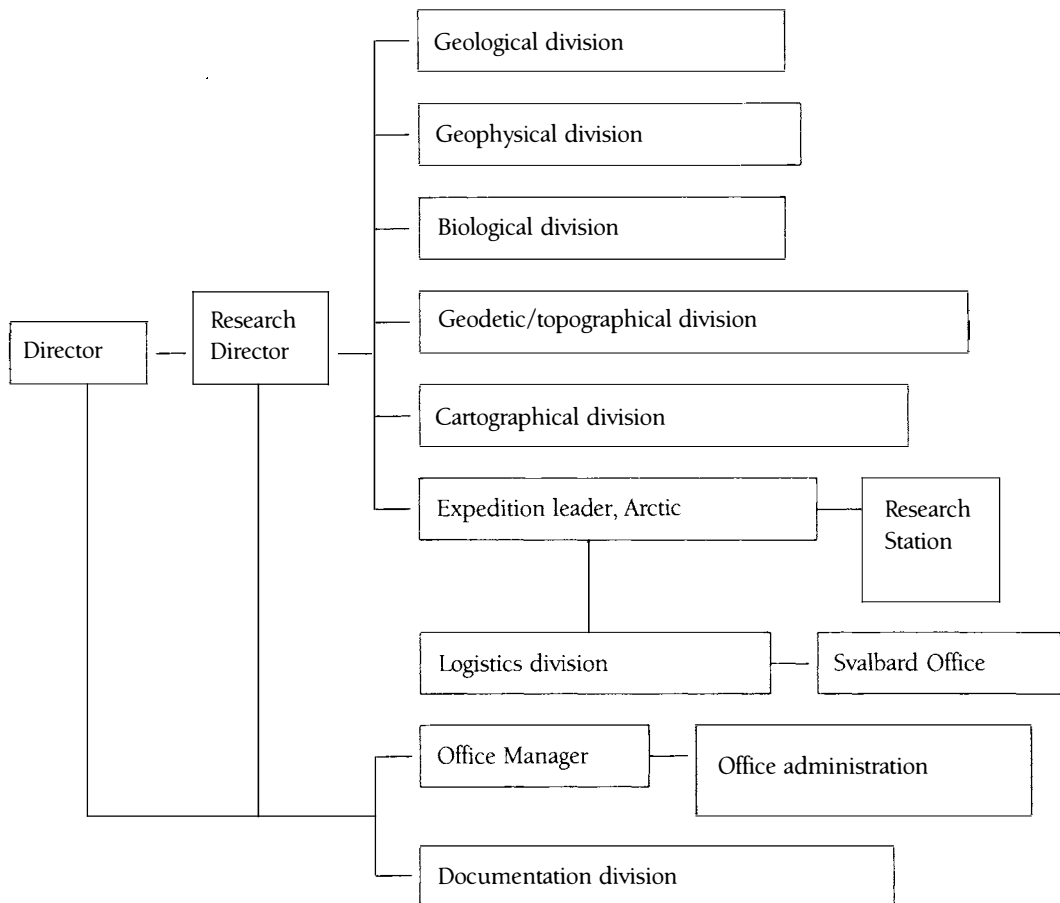 Geological division
Geophysical division
Biological division
Geodetic/topographical division
Director
Research
Director
Cartographical division
Expedition leader, Arctic
Research
Station
Logistics division
Svalbard Office
Office Manager
Office administration
Documentation division